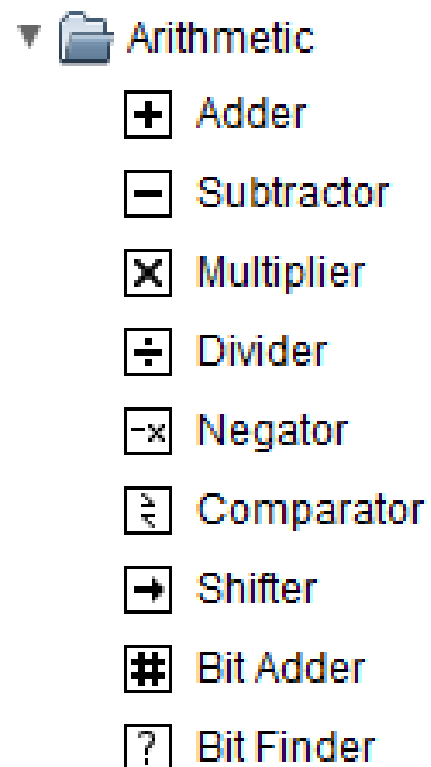 Arithmetic
Adder
Subtractor
Multiplier
Divider
-x Negator
Comparator
Shifter
# Bit Adder
? Bit Finder